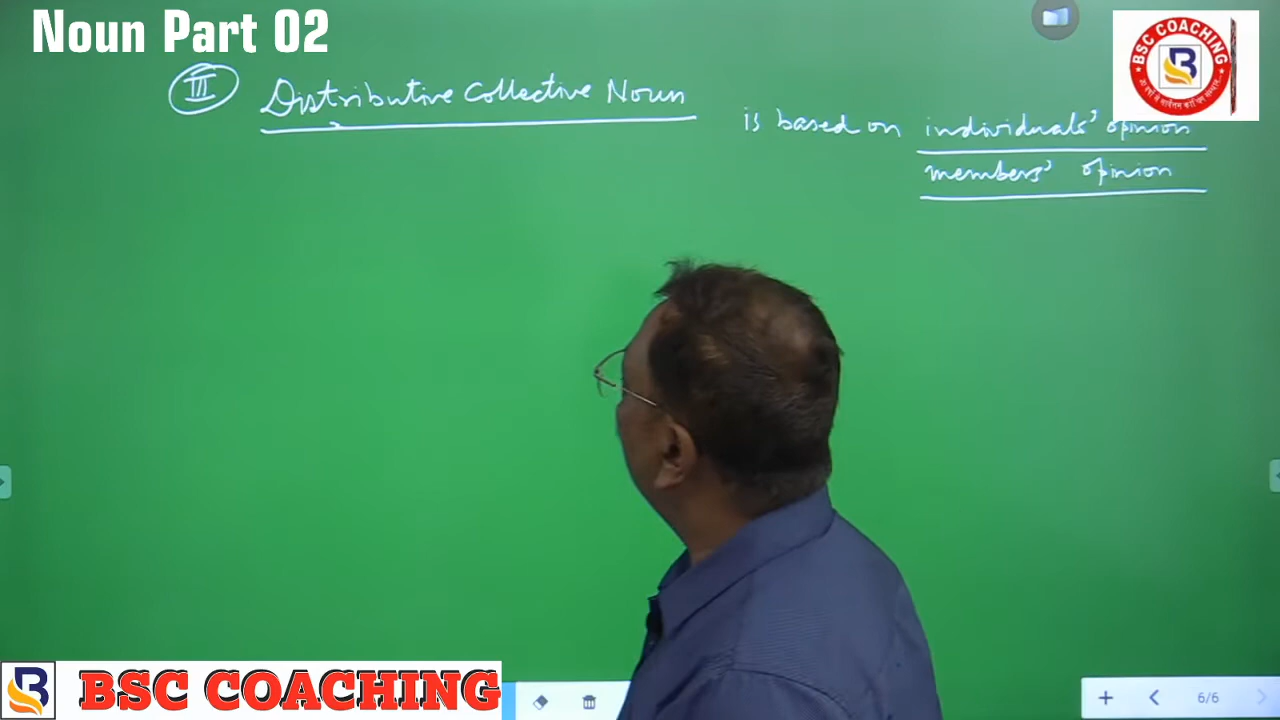 Noun Part 02
BSC COACHING
III Distributive Collective Noun
is based on individuals' opinion
members' opinion
BSC COACHING
6/6